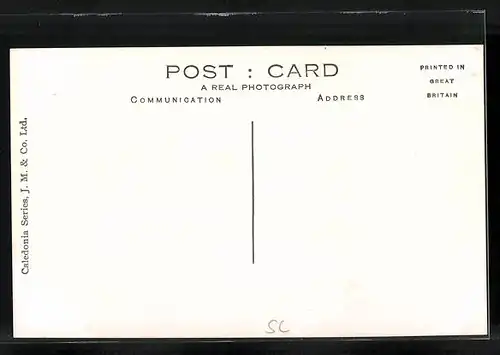 POST : CARD
A REAL PHOTOGRAPH
COMMUNICATION
ADDRESS
PRINTED IN
GREAT
BRITAIN
Caledonia Series, J. M. & Co. Ltd.
SC